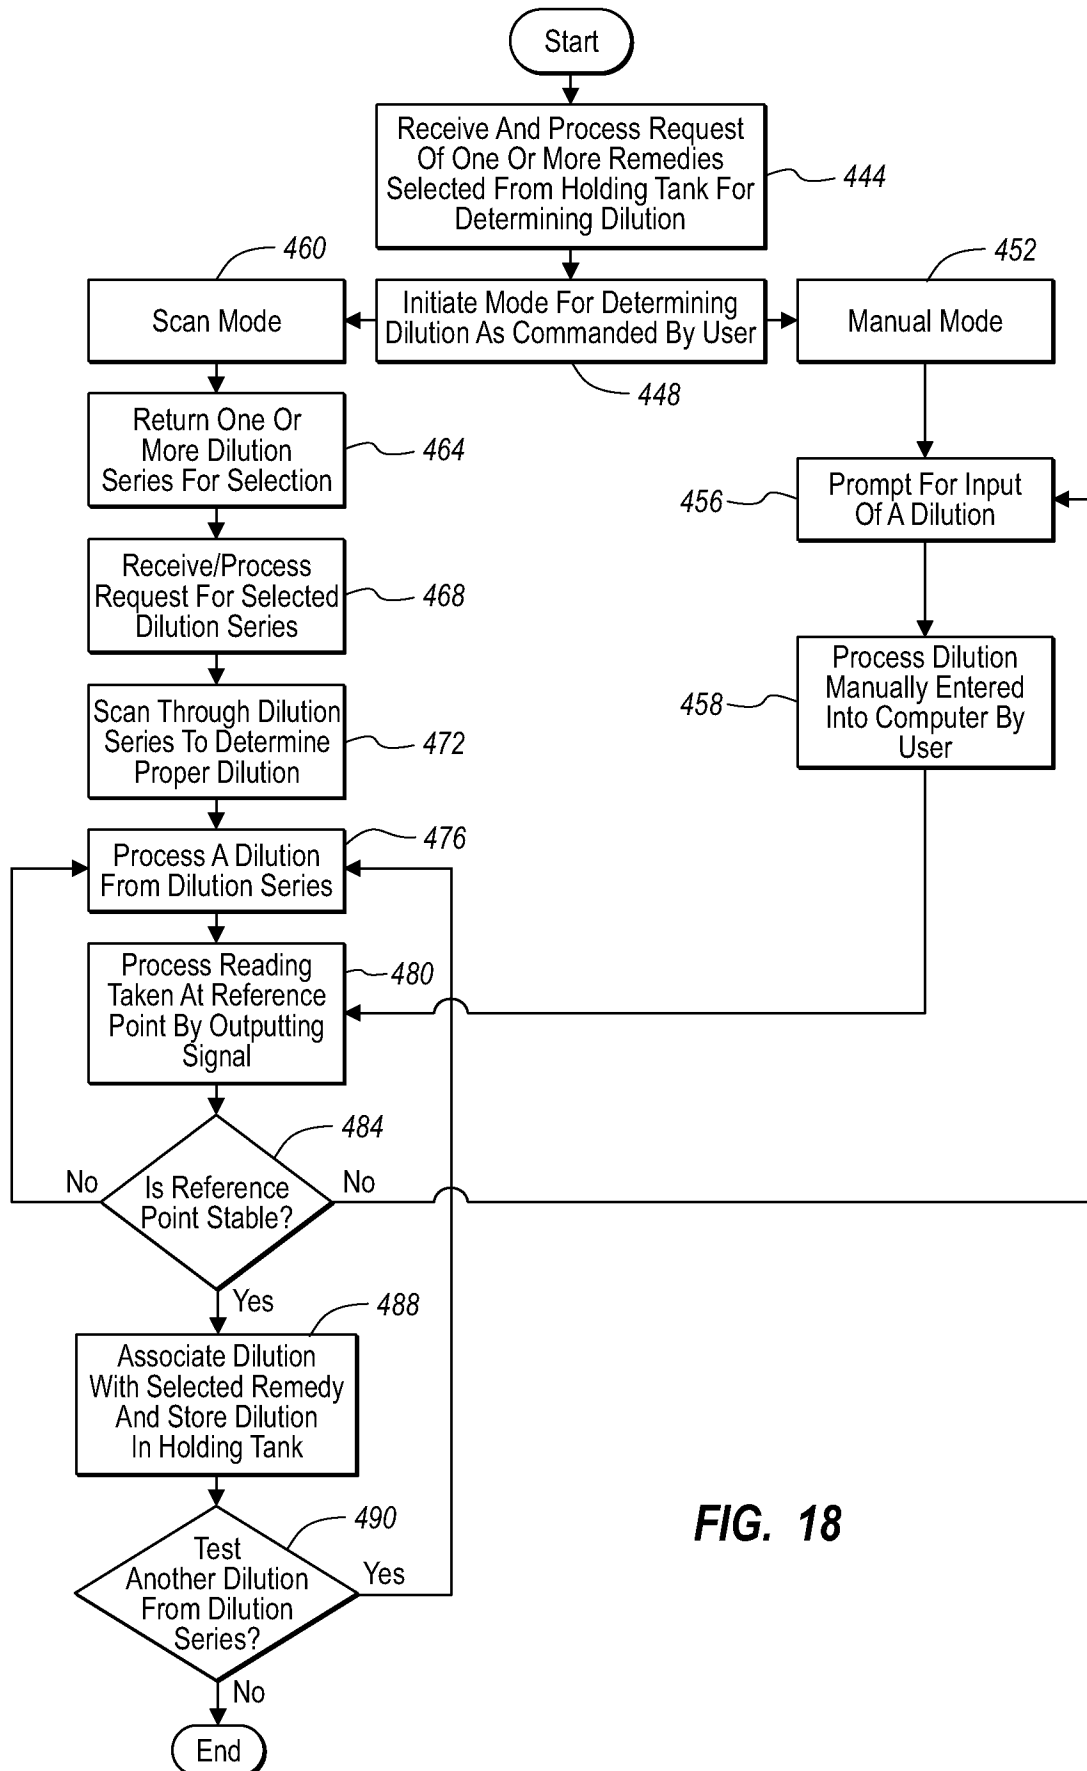 Start
Receive And Process Request
Of One Or More Remedies
Selected From Holding Tank For
Determining Dilution
444
460
452
Scan Mode
Initiate Mode For Determining
Dilution As Commanded By User
Manual Mode
448
Return One Or
More Dilution
Series For Selection
464
456
Prompt For Input
Of A Dilution
Receive/Process
Request For Selected
Dilution Series
468
458
Process Dilution
Manually Entered
Into Computer By
User
Scan Through Dilution
Series To Determine
Proper Dilution
472
476
Process A Dilution
From Dilution Series
Process Reading
Taken At Reference
Point By Outputting
Signal
480
484
No
Is Reference
Point Stable?
No
Yes
488
Associate Dilution
With Selected Remedy
And Store Dilution
In Holding Tank
490
Test
Another Dilution
From Dilution
Series?
Yes
No
End
FIG. 18